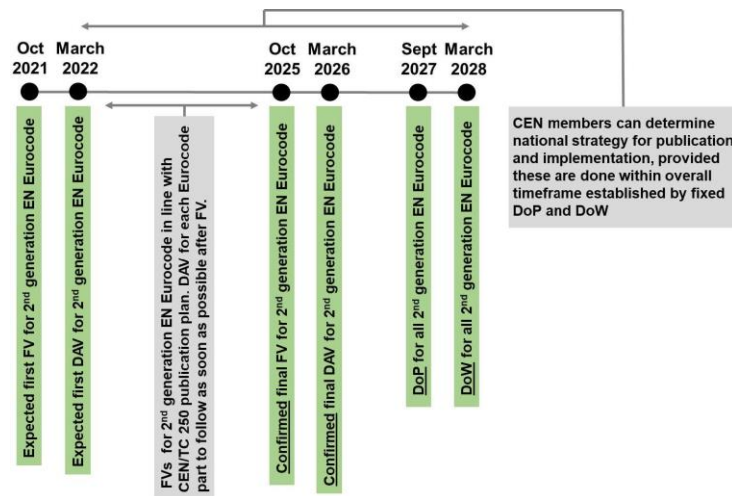 Oct 2021
March 2022
Oct 2025
March 2026
Sept 2027
March 2028
Expected first FV for 2nd generation EN Eurocode
Expected first DAV for 2nd generation EN Eurocode
FVs for 2nd generation EN Eurocode in line with
CEN/TC 250 publication plan. DAV for each Eurocode
part to follow as soon as possible after FV.
Confirmed final FV for 2nd generation EN Eurocode
Confirmed final DAV for 2nd generation EN Eurocode
DoP for all 2nd generation EN Eurocode
DoW for all 2nd generation EN Eurocode
CEN members can determine
national strategy for publication
and implementation, provided
these are done within overall
timeframe established by fixed
DoP and DoW